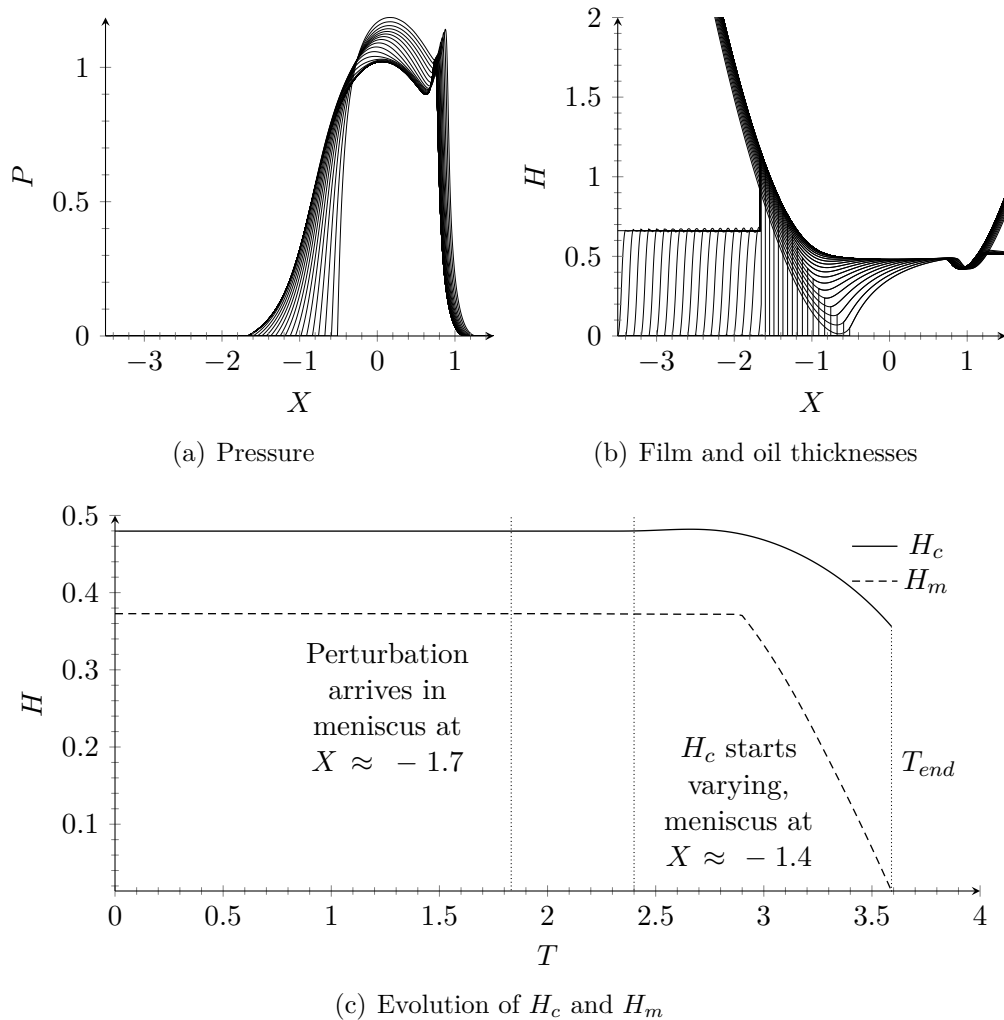 1
0.5
0
P
−3
−2
−1
0
1
X
(a) Pressure
2
1.5
1
0.5
0
H
−3
−2
−1
0
1
X
(b) Film and oil thicknesses
0.5
0.4
0.3
0.2
0.1
H
H_c
H_m
Perturbation
arrives in
meniscus at
X ≈ −1.7
H_c starts
varying,
meniscus at
X ≈ −1.4
T_end
0
0.5
1
1.5
2
2.5
3
3.5
4
T
(c) Evolution of H_c and H_m